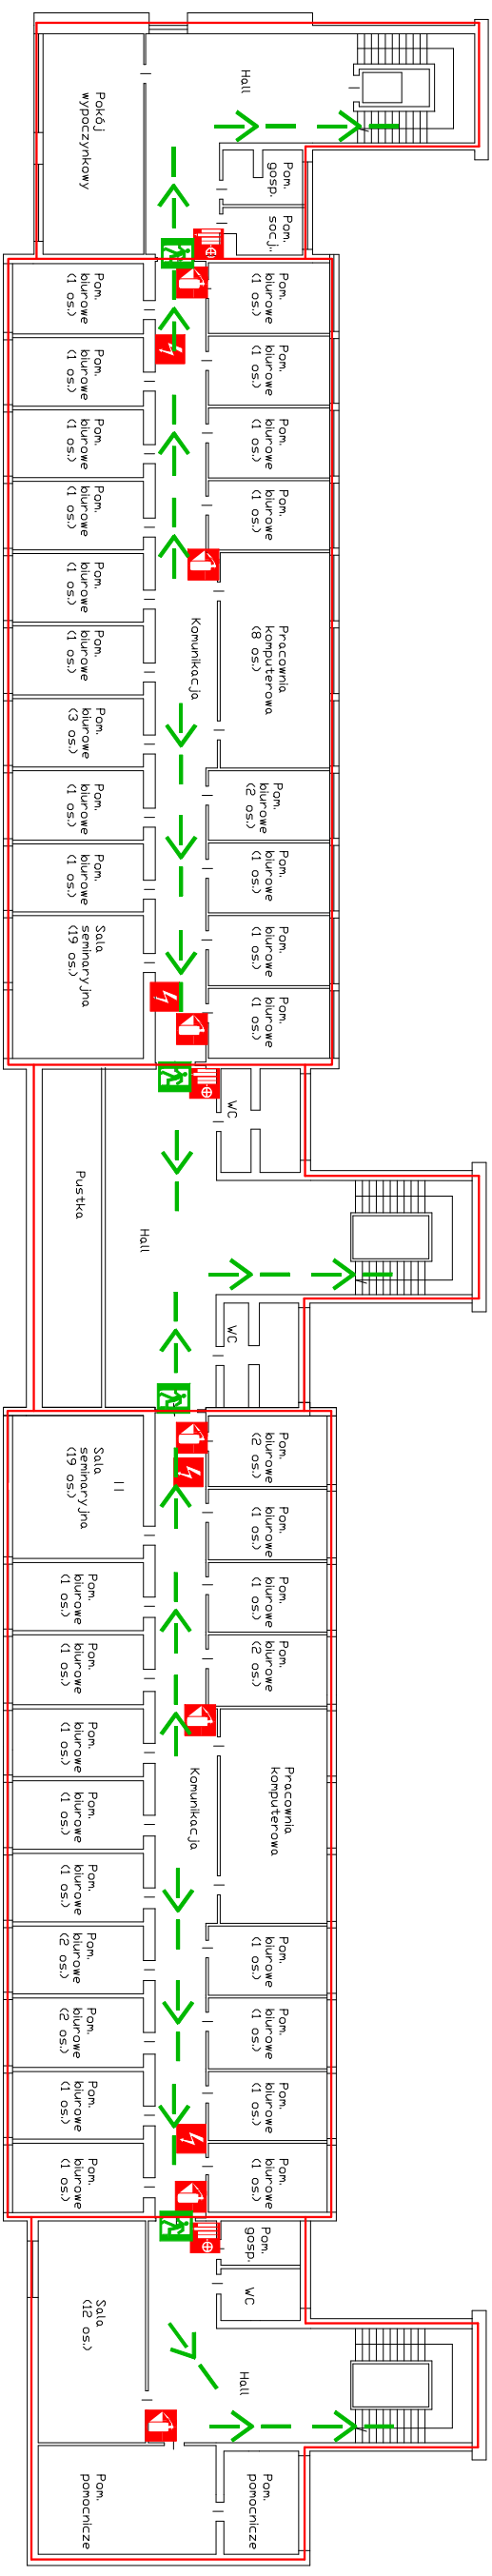 Hall
Pokój
wypoczynkowy
Pom.
gosp.
Pom.
socj.
Pom.
biurowe
(1 os.)
Pom.
biurowe
(1 os.)
Pom.
biurowe
(1 os.)
Pom.
biurowe
(1 os.)
Pracownia
komputerowa
(8 os.)
Pom.
biurowe
(2 os.)
Pom.
biurowe
(1 os.)
Pom.
biurowe
(1 os.)
Pom.
biurowe
(1 os.)
Komunikacja
Pom.
biurowe
(1 os.)
Pom.
biurowe
(1 os.)
Pom.
biurowe
(1 os.)
Pom.
biurowe
(1 os.)
Pom.
biurowe
(1 os.)
Pom.
biurowe
(1 os.)
Pom.
biurowe
(3 os.)
Pom.
biurowe
(1 os.)
Pom.
biurowe
(1 os.)
Sala
seminaryjna
(19 os.)
WC
Pustka
Hall
WC
Pom.
biurowe
(2 os.)
Pom.
biurowe
(1 os.)
Pom.
biurowe
(1 os.)
Pom.
biurowe
(2 os.)
Pracownia
komputerowa
Pom.
biurowe
(1 os.)
Pom.
biurowe
(1 os.)
Pom.
biurowe
(1 os.)
Pom.
biurowe
(1 os.)
Komunikacja
Sala
seminaryjna
(19 os.)
Pom.
biurowe
(1 os.)
Pom.
biurowe
(1 os.)
Pom.
biurowe
(1 os.)
Pom.
biurowe
(1 os.)
Pom.
biurowe
(1 os.)
Pom.
biurowe
(2 os.)
Pom.
biurowe
(2 os.)
Pom.
biurowe
(1 os.)
Pom.
biurowe
(1 os.)
Pom.
gosp.
WC
Sala
(12 os.)
Hall
Pom.
pomocnicze
Pom.
pomocnicze